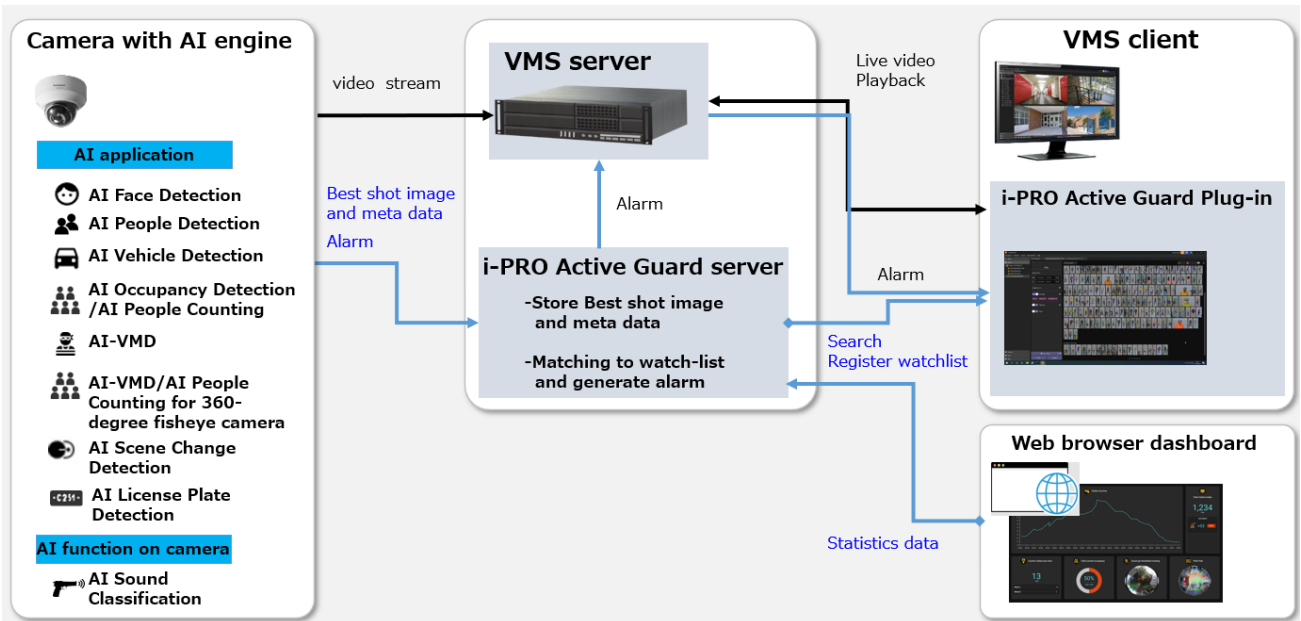 Camera with AI engine
AI application
AI Face Detection
AI People Detection
AI Vehicle Detection
AI Occupancy Detection
/AI People Counting
AI-VMD
AI-VMD/AI People
Counting for 360-
degree fisheye camera
AI Scene Change
Detection
AI License Plate
Detection
AI function on camera
AI Sound
Classification
video stream
Best shot image
and meta data
Alarm
VMS server
Alarm
i-PRO Active Guard server
-Store Best shot image
and meta data
-Matching to watch-list
and generate alarm
Live video
Playback
Alarm
Search
Register watchlist
Statistics data
VMS client
i-PRO Active Guard Plug-in
Web browser dashboard
1,234
13
50%